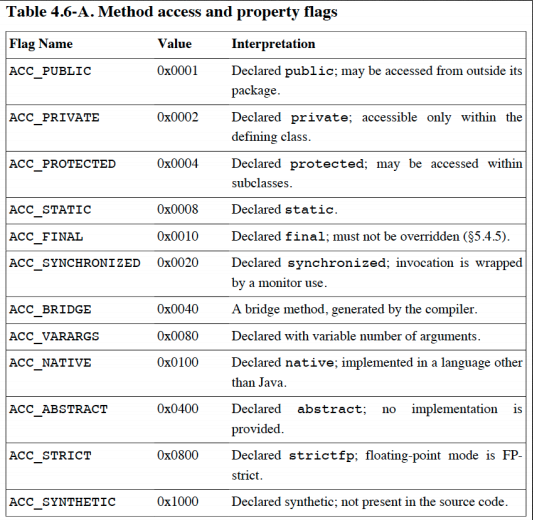 Table 4.6-A. Method access and property flags
Flag Name Value Interpretation
ACC_PUBLIC 0x0001 Declared public; may be accessed from outside its
package.
ACC_PRIVATE 0x0002 Declared private; accessible only within the
defining class.
ACC_PROTECTED 0x0004 Declared protected; may be accessed within
subclasses.
ACC_STATIC 0x0008 Declared static.
ACC_FINAL 0x0010 Declared final; must not be overridden (§5.4.5).
ACC_SYNCHRONIZED 0x0020 Declared synchronized; invocation is wrapped
by a monitor use.
ACC_BRIDGE 0x0040 A bridge method, generated by the compiler.
ACC_VARARGS 0x0080 Declared with variable number of arguments.
ACC_NATIVE 0x0100 Declared native; implemented in a language other
than Java.
ACC_ABSTRACT 0x0400 Declared abstract; no implementation is
provided.
ACC_STRICT 0x0800 Declared strictfp; floating-point mode is FP-
strict.
ACC_SYNTHETIC 0x1000 Declared synthetic; not present in the source code.